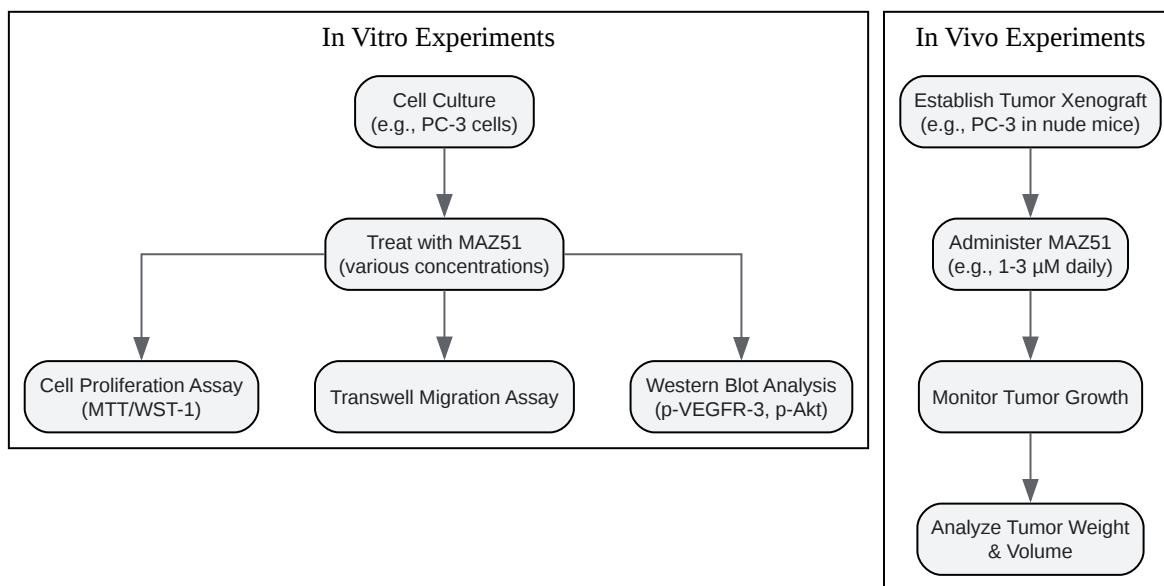 In Vitro Experiments
Cell Culture
(e.g., PC-3 cells)
Treat with MAZ51
(various concentrations)
Cell Proliferation Assay
(MTT/WST-1)
Transwell Migration Assay
Western Blot Analysis
(p-VEGFR-3, p-Akt)
In Vivo Experiments
Establish Tumor Xenograft
(e.g., PC-3 in nude mice)
Administer MAZ51
(e.g., 1-3 µM daily)
Monitor Tumor Growth
Analyze Tumor Weight
& Volume